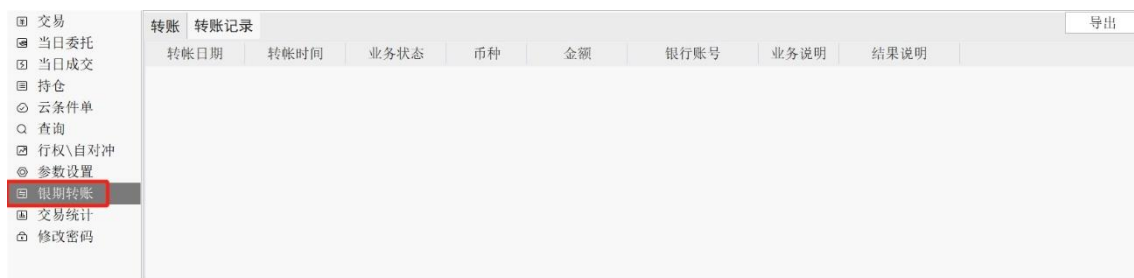 交易
当日委托
当日成交
持仓
云条件单
查询
行权\自对冲
参数设置
银期转账
交易统计
修改密码
转账 转账记录 导出
转帐日期 转帐时间 业务状态 币种 金额 银行账号 业务说明 结果说明